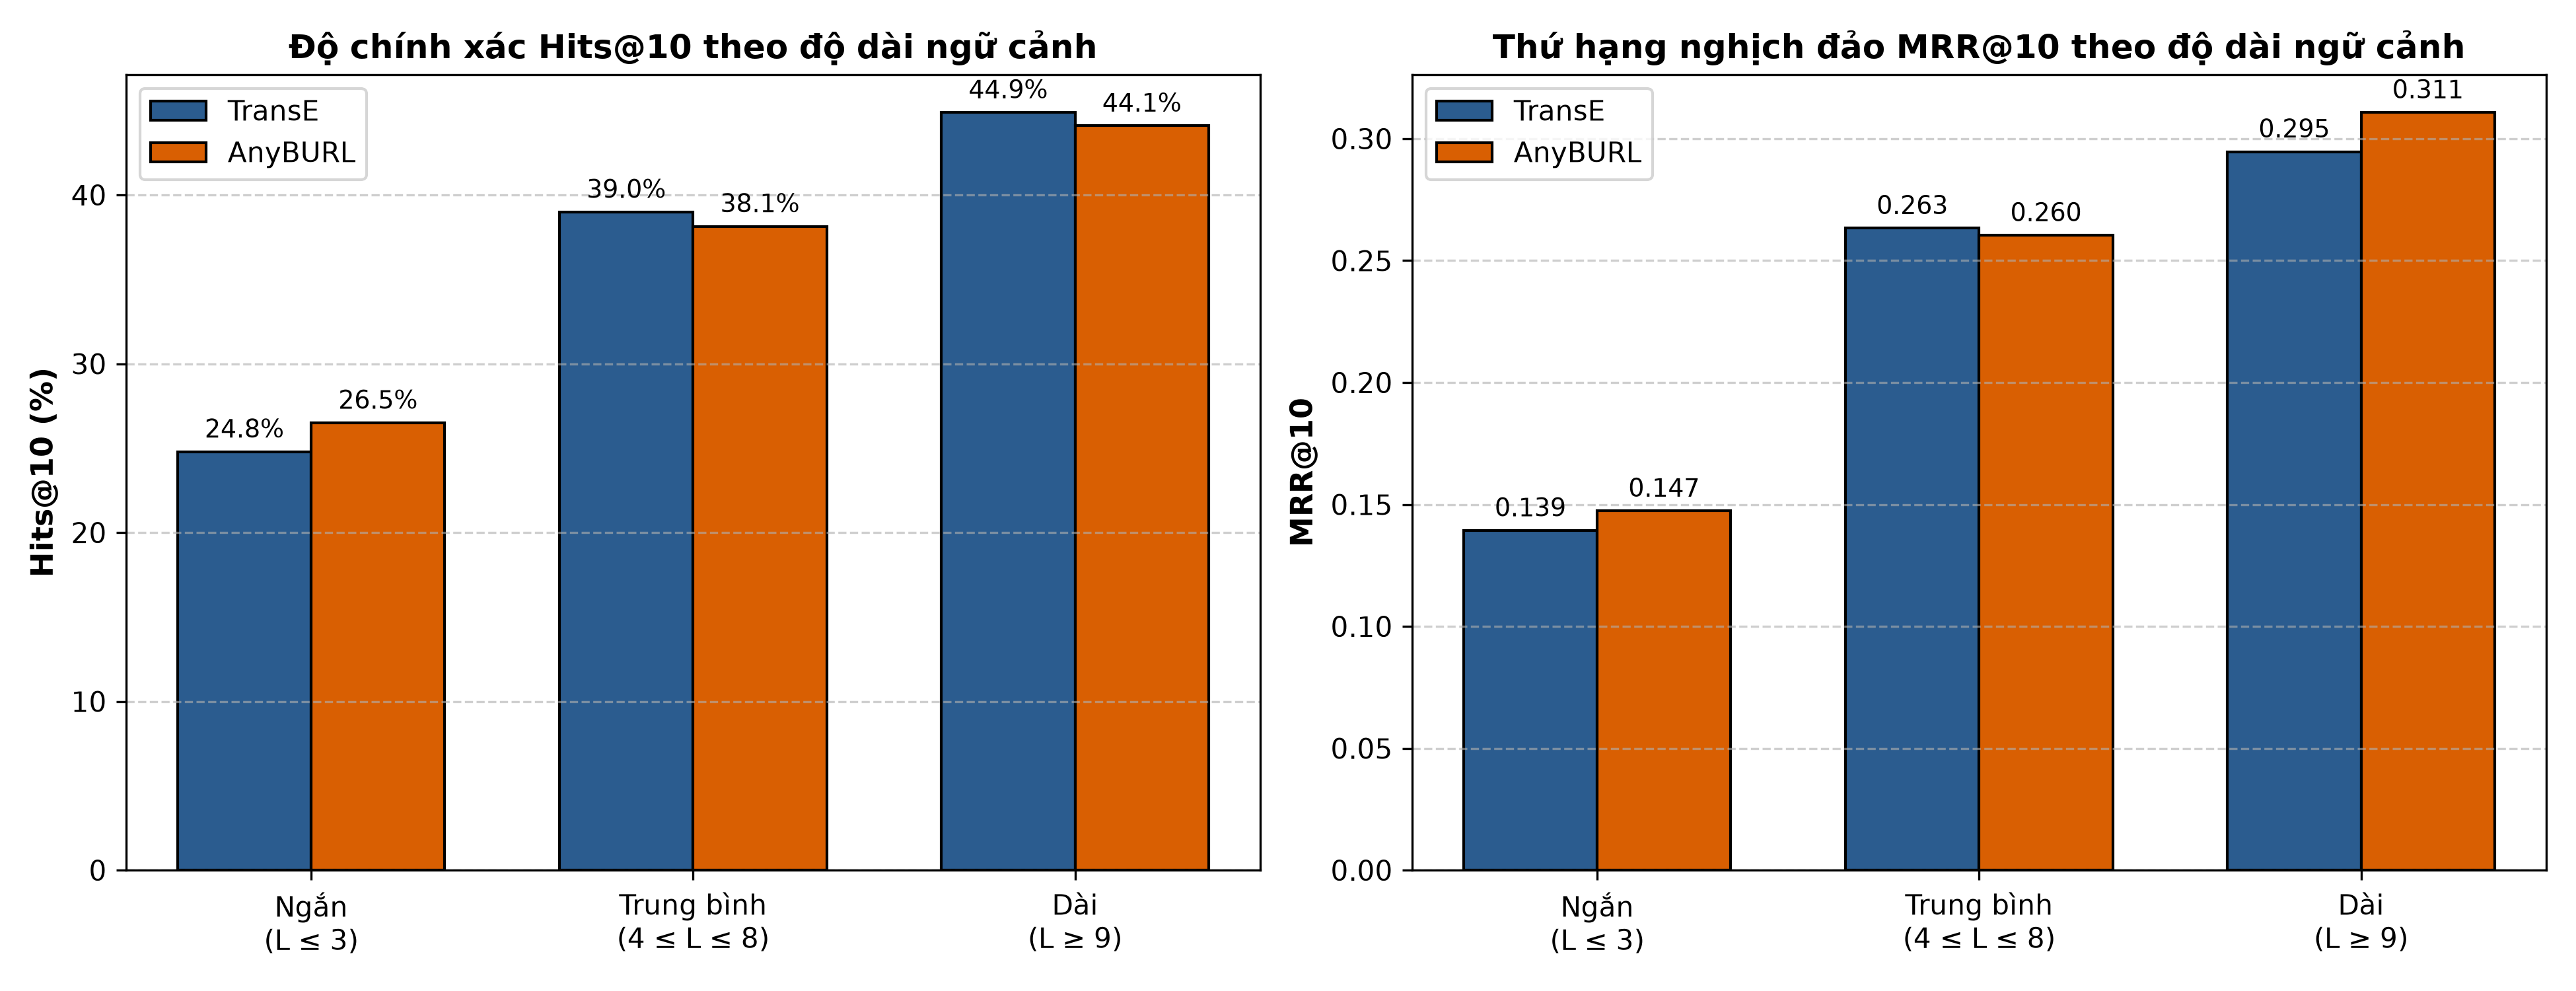 Độ chính xác Hits@10 theo độ dài ngữ cảnh
TransE
AnyBURL
Hits@10 (%)
40
30
20
10
0
24.8%
26.5%
39.0%
38.1%
44.9%
44.1%
Ngắn
(L ≤ 3)
Trung bình
(4 ≤ L ≤ 8)
Dài
(L ≥ 9)
Thứ hạng nghịch đảo MRR@10 theo độ dài ngữ cảnh
TransE
AnyBURL
MRR@10
0.30
0.25
0.20
0.15
0.10
0.05
0.00
0.139
0.147
0.263
0.260
0.295
0.311
Ngắn
(L ≤ 3)
Trung bình
(4 ≤ L ≤ 8)
Dài
(L ≥ 9)